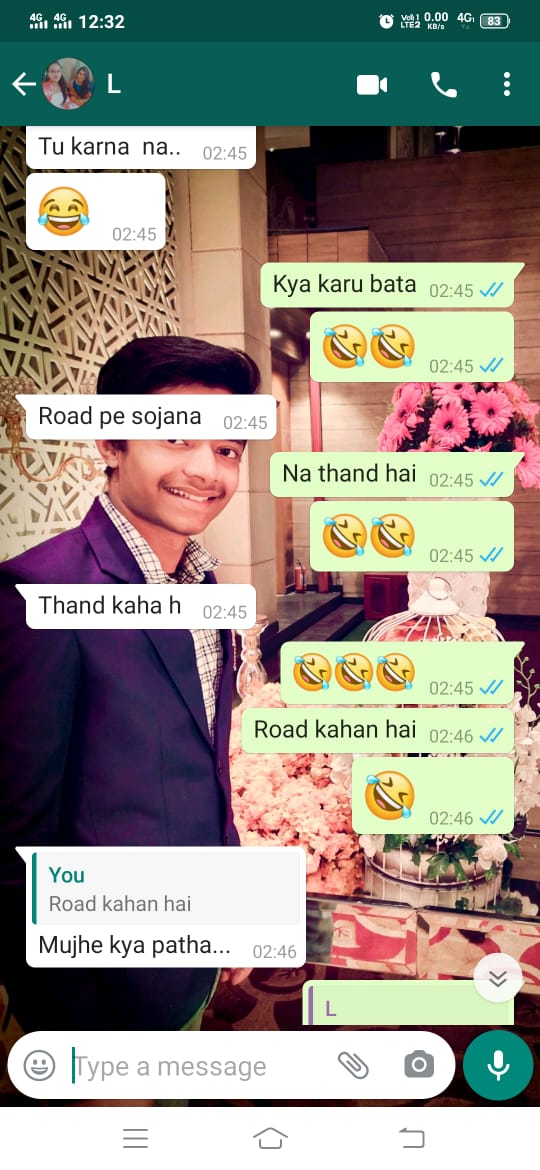 4G 4G 12:32 VoI) 1 LTE2 0.00 KB/s 4G 83
L
Tu karna na.. 02:45
😂 02:45
Kya karu bata 02:45
🤣🤣 02:45
Road pe sojana 02:45
Na thand hai 02:45
🤣🤣 02:45
Thand kaha h 02:45
🤣🤣🤣 02:45
Road kahan hai 02:46
🤣 02:46
You
Road kahan hai
Mujhe kya patha... 02:46
L
Type a message